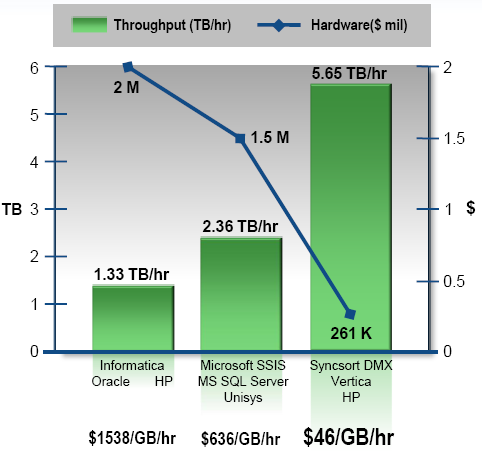 Throughput (TB/hr) Hardware($ mil)
6 2
5.65 TB/hr
2 M
5
1.5 M 1.5
4
TB 3 1 $
2.36 TB/hr
2
1.33 TB/hr
0.5
1
261 K
0 0
Informatica Microsoft SSIS Syncsort DMX
Oracle HP MS SQL Server Vertica
Unisys HP
$1538/GB/hr $636/GB/hr $46/GB/hr